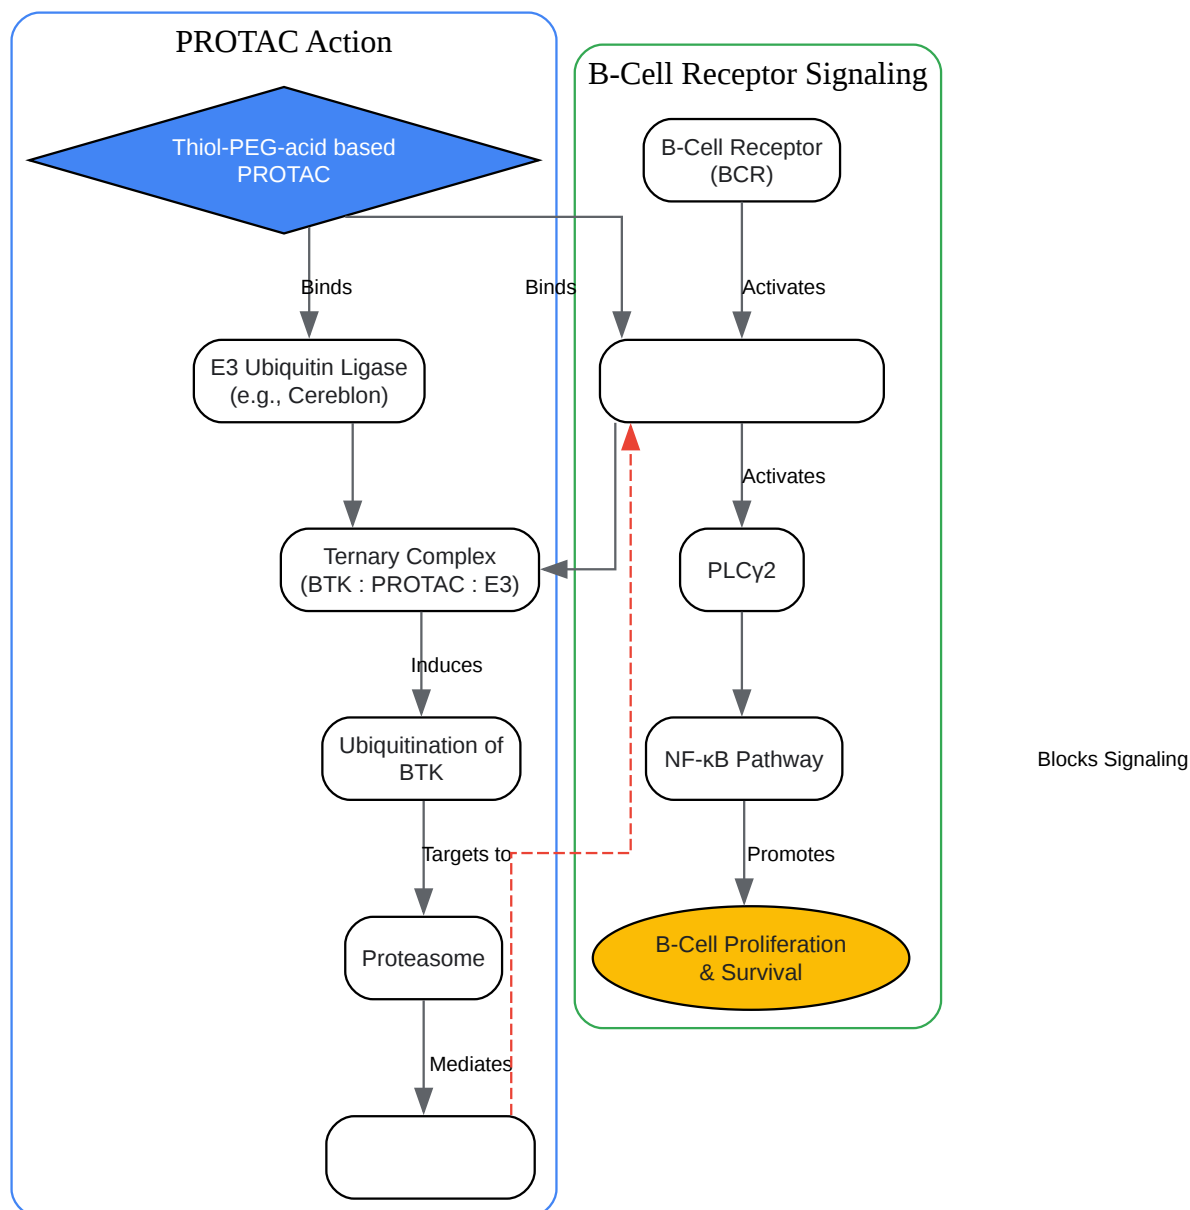 PROTAC Action
Thiol-PEG-acid based
PROTAC
Binds
Binds
E3 Ubiquitin Ligase
(e.g., Cereblon)
Ternary Complex
(BTK : PROTAC : E3)
Induces
Ubiquitination of
BTK
Targets to
Proteasome
Mediates
B-Cell Receptor Signaling
B-Cell Receptor
(BCR)
Activates
Activates
PLCγ2
NF-κB Pathway
Promotes
B-Cell Proliferation
& Survival
Blocks Signaling